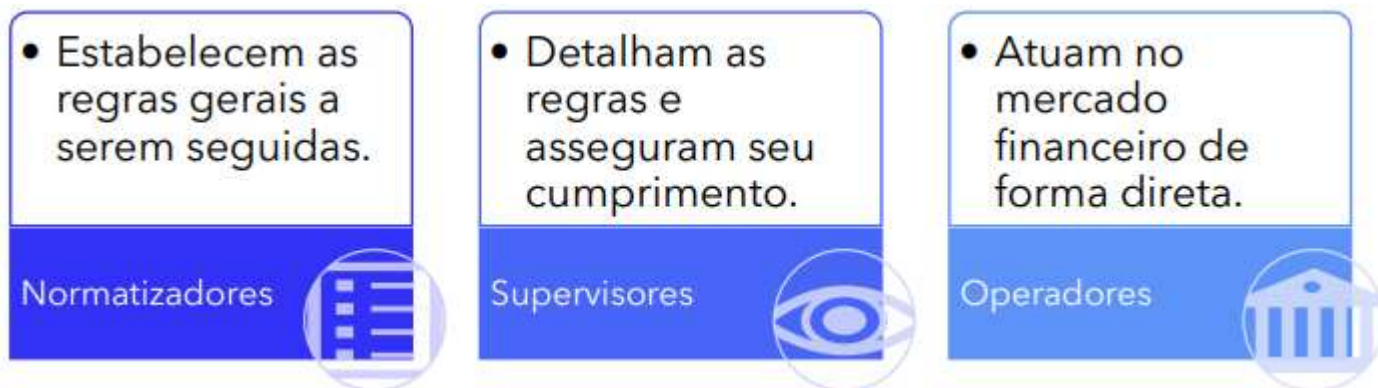 • Estabelecem as
regras gerais a
serem seguidas.
Normatizadores
• Detalham as
regras e
asseguram seu
cumprimento.
Supervisores
• Atuam no
mercado
financeiro de
forma direta.
Operadores